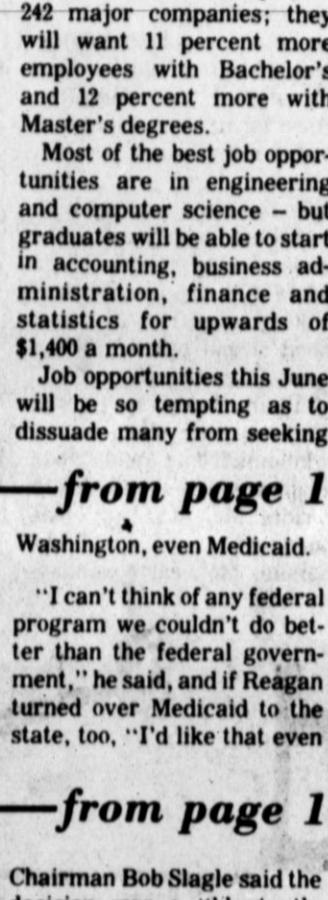 242 major companies; they
will want 11 percent more
employees with Bachelor's
and 12 percent more with
Master's degrees.
Most of the best job oppor-
tunities are in engineering
and computer science – but
graduates will be able to start
in accounting, business ad-
ministration, finance and
statistics for upwards of
$1,400 a month.
Job opportunities this June
will be so tempting as to
dissuade many from seeking
—from page 1
Washington, even Medicaid.
"I can't think of any federal
program we couldn't do bet-
ter than the federal govern-
ment," he said, and if Reagan
turned over Medicaid to the
state, too, "I'd like that even
—from page 1
Chairman Bob Slagle said the